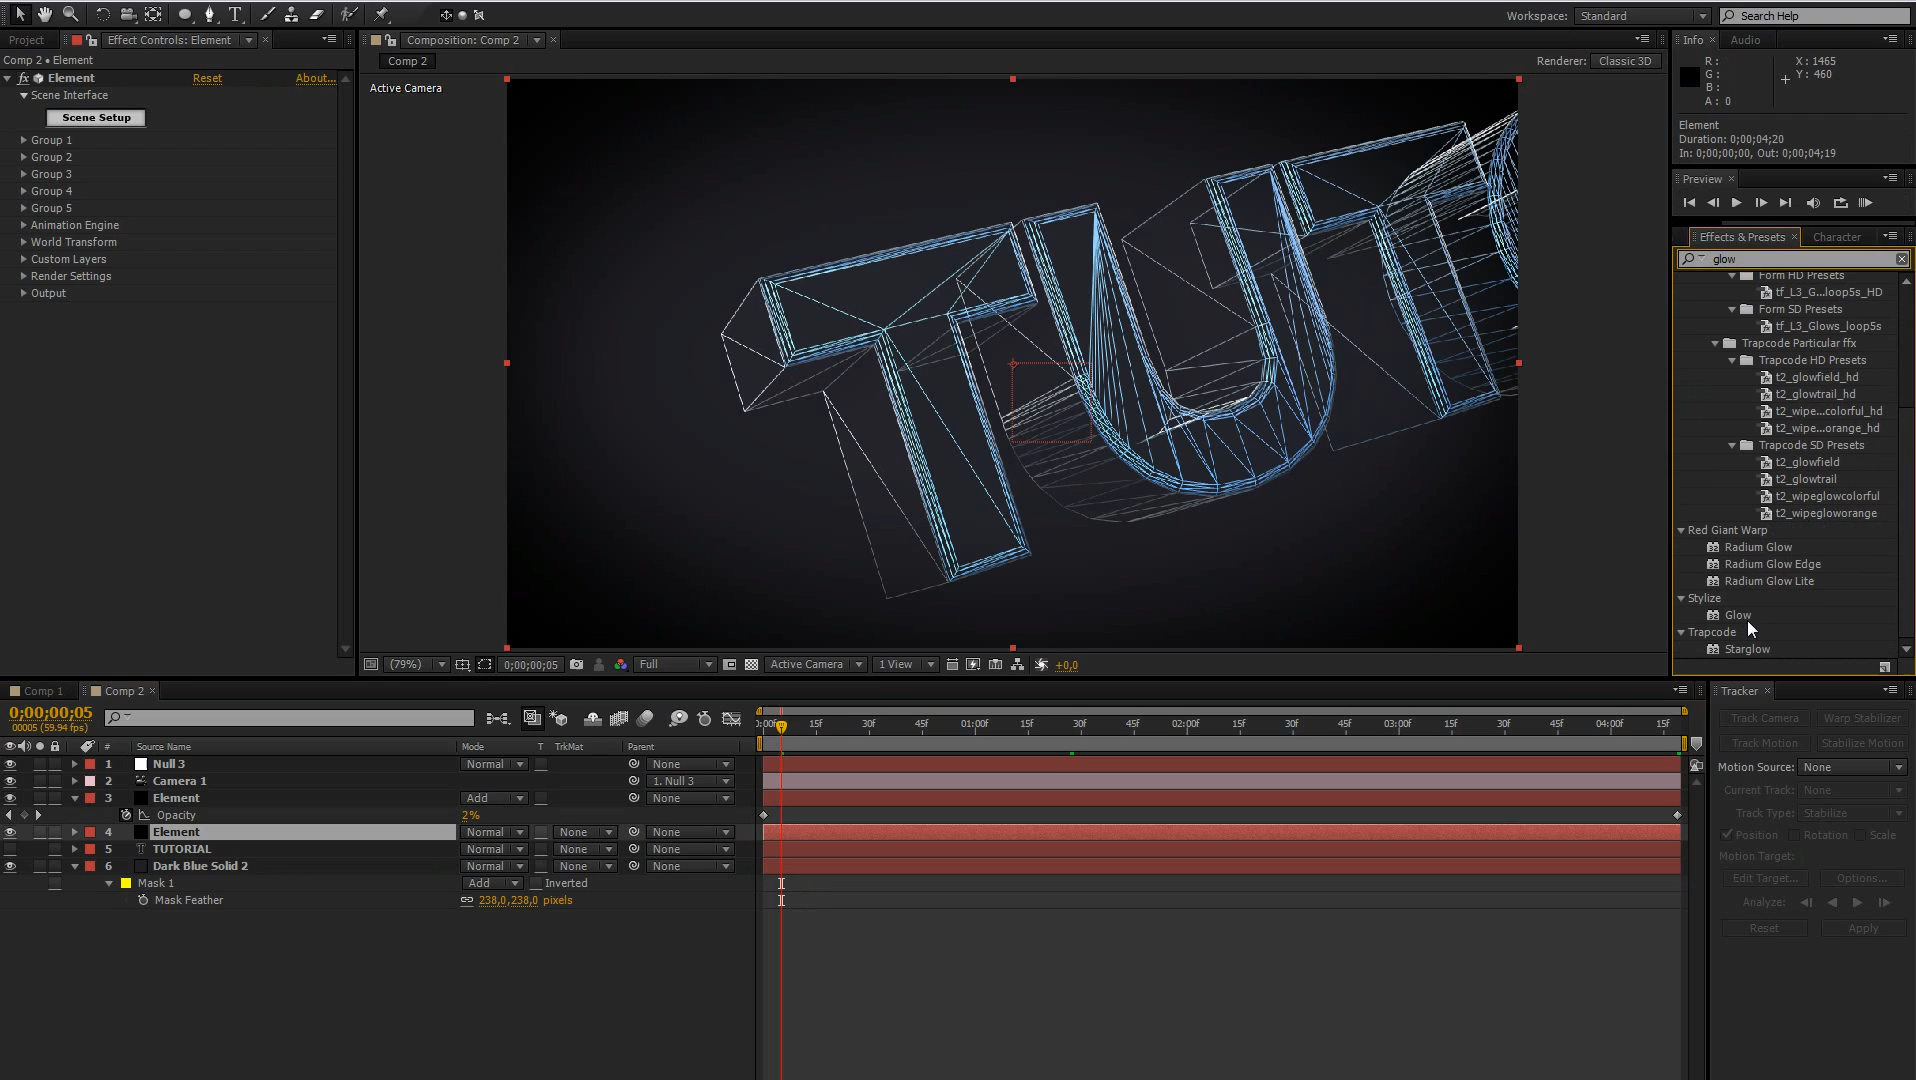 Workspace: Standard Search Help
Project Effect Controls: Element Composition: Comp 2 Info Audio
Comp 2 • Element
Comp 2 Renderer: Classic 3D
R : X : 1465
G : Y : 460
B :
A : 0
Element Reset About...
Scene Interface
Scene Setup
Group 1
Group 2
Group 3
Group 4
Group 5
Animation Engine
World Transform
Custom Layers
Render Settings
Output
Active Camera
Element
Duration: 0;00;04;20
In: 0;00;00;00, Out: 0;00;04;19
Preview
Effects & Presets Character
glow
Form HD Presets
tf_L3_G...loop5s_HD
Form SD Presets
tf_L3_Glows_loop5s
Trapcode Particular ffx
Trapcode HD Presets
t2_glowfield_hd
t2_glowtrail_hd
t2_wipe...colorful_hd
t2_wipe...orange_hd
Trapcode SD Presets
t2_glowfield
t2_glowtrail
t2_wipeglowcolorful
t2_wipegloworange
Red Giant Warp
Radium Glow
Radium Glow Edge
Radium Glow Lite
Stylize
Glow
Trapcode
Starglow
TUT
(79%) 0;00;00;05 Full Active Camera 1 View +0,0
Comp 1 Comp 2
0;00;00;05
00005 (59.94 fps)
0:00f 15f 30f 45f 01:00f 15f 30f 45f 02:00f 15f 30f 45f 03:00f 15f 30f 45f 04:00f 15f
# Source Name Mode T TrkMat Parent
1 Null 3 Normal None
2 Camera 1 1. Null 3
3 Element Add None
Opacity 2%
4 Element Normal None None
5 TUTORIAL Normal None None
6 Dark Blue Solid 2 Normal None None
Mask 1 Add Inverted
Mask Feather 238,0,238,0 pixels
Tracker
Track Camera Warp Stabilizer
Track Motion Stabilize Motion
Motion Source: None
Current Track: None
Track Type: Stabilize
Position Rotation Scale
Motion Target:
Edit Target... Options...
Analyze:
Reset Apply